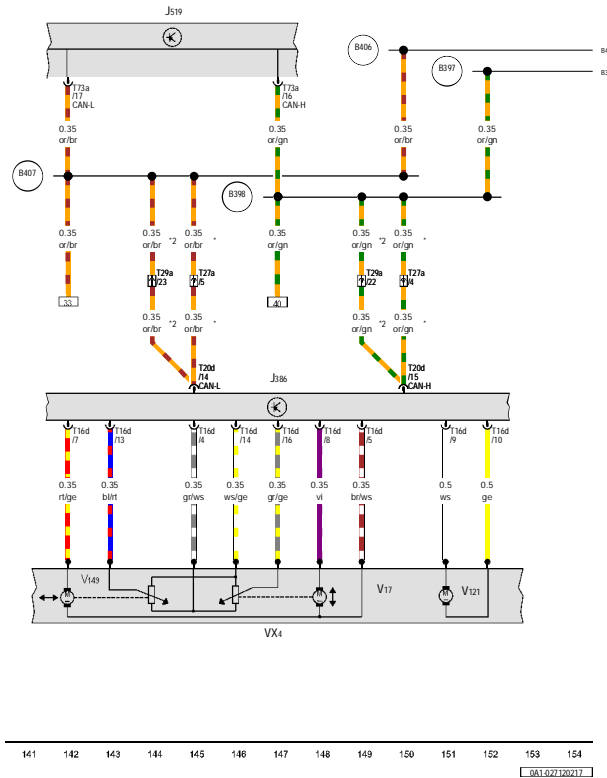 J519
B406
B397
T73a
/17
CAN-L
T73a
/16
CAN-H
0.35
or/br
0.35
or/gn
0.35
or/br
0.35
or/gn
B407
B398
0.35
or/br
0.35
or/br
*2
0.35
or/br
*
0.35
or/gn
0.35
or/gn
*2
0.35
or/gn
*
T29a
/23
T27a
/5
T29a
/22
T27a
/4
33
40
0.35
or/br
*2
0.35
or/br
*
0.35
or/gn
*2
0.35
or/gn
*
T20d
/14
CAN-L
T20d
/15
CAN-H
J386
T16d
/7
T16d
/13
T16d
/4
T16d
/14
T16d
/16
T16d
/8
T16d
/5
T16d
/9
T16d
/10
0.35
rt/ge
0.35
bl/rt
0.35
gr/ws
0.35
ws/ge
0.35
gr/ge
0.35
vi
0.35
br/ws
0.5
ws
0.5
ge
V149
M
M
V17
M
V121
VX4
141 142 143 144 145 146 147 148 149 150 151 152 153 154
0A1-027120217